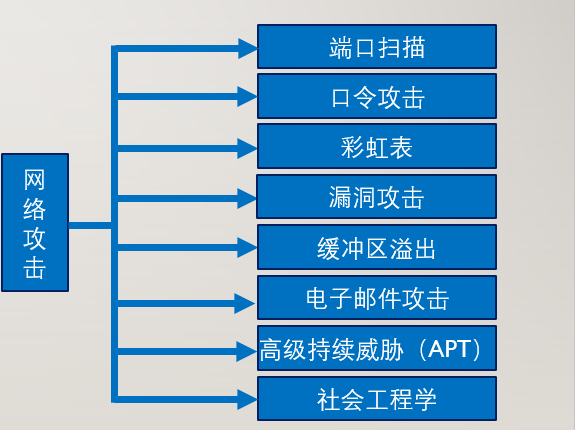 网络攻击
端口扫描
口令攻击
彩虹表
漏洞攻击
缓冲区溢出
电子邮件攻击
高级持续威胁（APT）
社会工程学